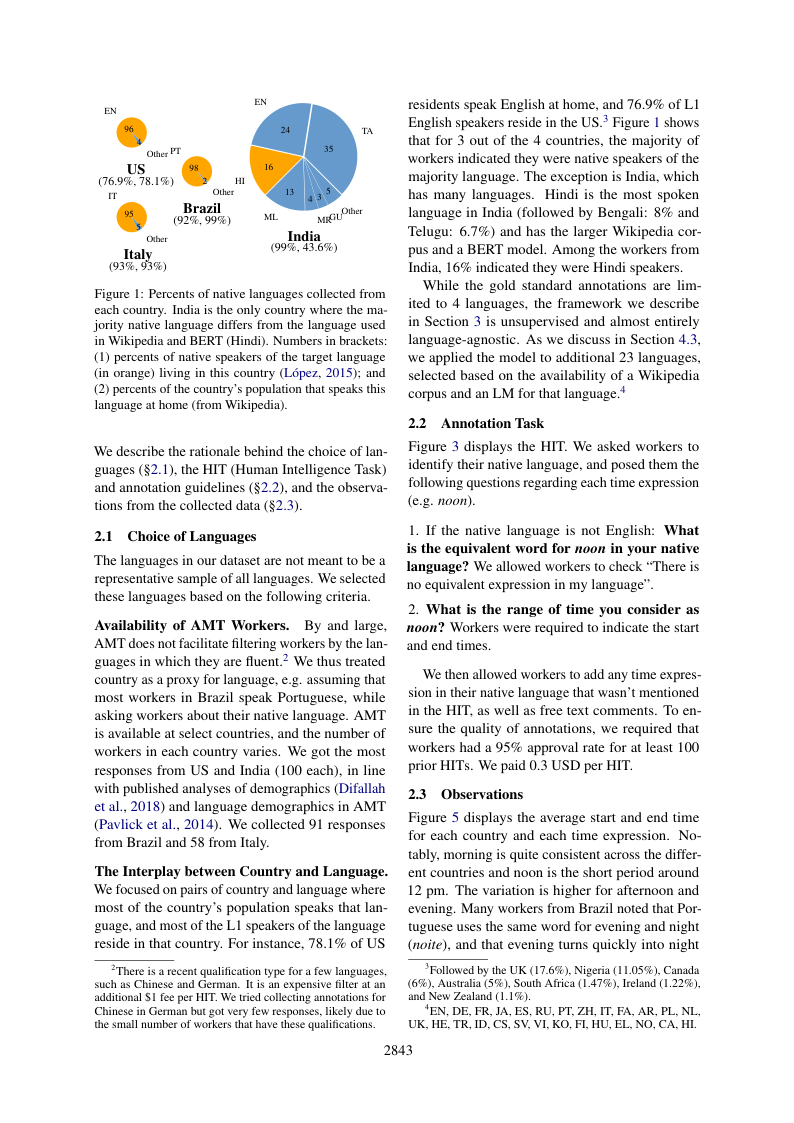 EN
96
4
Other
US
(76.9%, 78.1%)
PT
98
2
Other
Brazil
(92%, 99%)
IT
95
5
Other
Italy
(93%, 93%)
EN
24
TA
35
HI
16
13
4
3
5
ML
MR
GU
Other
India
(99%, 43.6%)
Figure 1: Percents of native languages collected from
each country. India is the only country where the ma-
jority native language differs from the language used
in Wikipedia and BERT (Hindi). Numbers in brackets:
(1) percents of native speakers of the target language
(in orange) living in this country (López, 2015); and
(2) percents of the country's population that speaks this
language at home (from Wikipedia).
We describe the rationale behind the choice of lan-
guages (§2.1), the HIT (Human Intelligence Task)
and annotation guidelines (§2.2), and the observa-
tions from the collected data (§2.3).
2.1 Choice of Languages
The languages in our dataset are not meant to be a
representative sample of all languages. We selected
these languages based on the following criteria.
Availability of AMT Workers. By and large,
AMT does not facilitate filtering workers by the lan-
guages in which they are fluent.2 We thus treated
country as a proxy for language, e.g. assuming that
most workers in Brazil speak Portuguese, while
asking workers about their native language. AMT
is available at select countries, and the number of
workers in each country varies. We got the most
responses from US and India (100 each), in line
with published analyses of demographics (Difallah
et al., 2018) and language demographics in AMT
(Pavlick et al., 2014). We collected 91 responses
from Brazil and 58 from Italy.
The Interplay between Country and Language.
We focused on pairs of country and language where
most of the country's population speaks that lan-
guage, and most of the L1 speakers of the language
reside in that country. For instance, 78.1% of US
2There is a recent qualification type for a few languages,
such as Chinese and German. It is an expensive filter at an
additional $1 fee per HIT. We tried collecting annotations for
Chinese in German but got very few responses, likely due to
the small number of workers that have these qualifications.
residents speak English at home, and 76.9% of L1
English speakers reside in the US.3 Figure 1 shows
that for 3 out of the 4 countries, the majority of
workers indicated they were native speakers of the
majority language. The exception is India, which
has many languages. Hindi is the most spoken
language in India (followed by Bengali: 8% and
Telugu: 6.7%) and has the larger Wikipedia cor-
pus and a BERT model. Among the workers from
India, 16% indicated they were Hindi speakers.
While the gold standard annotations are lim-
ited to 4 languages, the framework we describe
in Section 3 is unsupervised and almost entirely
language-agnostic. As we discuss in Section 4.3,
we applied the model to additional 23 languages,
selected based on the availability of a Wikipedia
corpus and an LM for that language.4
2.2 Annotation Task
Figure 3 displays the HIT. We asked workers to
identify their native language, and posed them the
following questions regarding each time expression
(e.g. noon).
1. If the native language is not English: What
is the equivalent word for noon in your native
language? We allowed workers to check “There is
no equivalent expression in my language”.
2. What is the range of time you consider as
noon? Workers were required to indicate the start
and end times.
We then allowed workers to add any time expres-
sion in their native language that wasn't mentioned
in the HIT, as well as free text comments. To en-
sure the quality of annotations, we required that
workers had a 95% approval rate for at least 100
prior HITs. We paid 0.3 USD per HIT.
2.3 Observations
Figure 5 displays the average start and end time
for each country and each time expression. No-
tably, morning is quite consistent across the differ-
ent countries and noon is the short period around
12 pm. The variation is higher for afternoon and
evening. Many workers from Brazil noted that Por-
tuguese uses the same word for evening and night
(noite), and that evening turns quickly into night
3Followed by the UK (17.6%), Nigeria (11.05%), Canada
(6%), Australia (5%), South Africa (1.47%), Ireland (1.22%),
and New Zealand (1.1%).
4EN, DE, FR, JA, ES, RU, PT, ZH, IT, FA, AR, PL, NL,
UK, HE, TR, ID, CS, SV, VI, KO, FI, HU, EL, NO, CA, HI.
2843